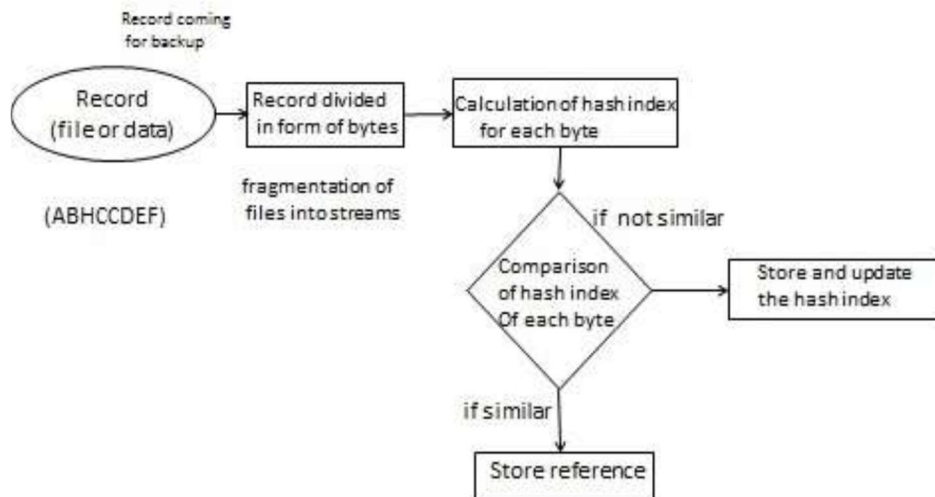 Record coming
for backup
Record
(file or data)
Record divided
in form of bytes
Calculation of hash index
for each byte
(ABHCCDEF)
fragmentation of
files into streams
if not similar
Comparison
of hash index
Of each byte
Store and update
the hash index
if similar
Store reference